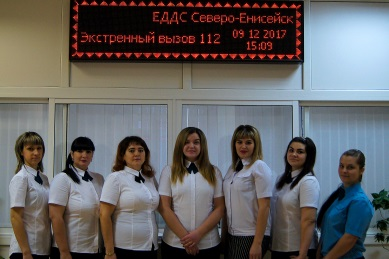 ЕДДС Северо-Енисейск
Экстренный вызов 112
09 12 2017
15:09